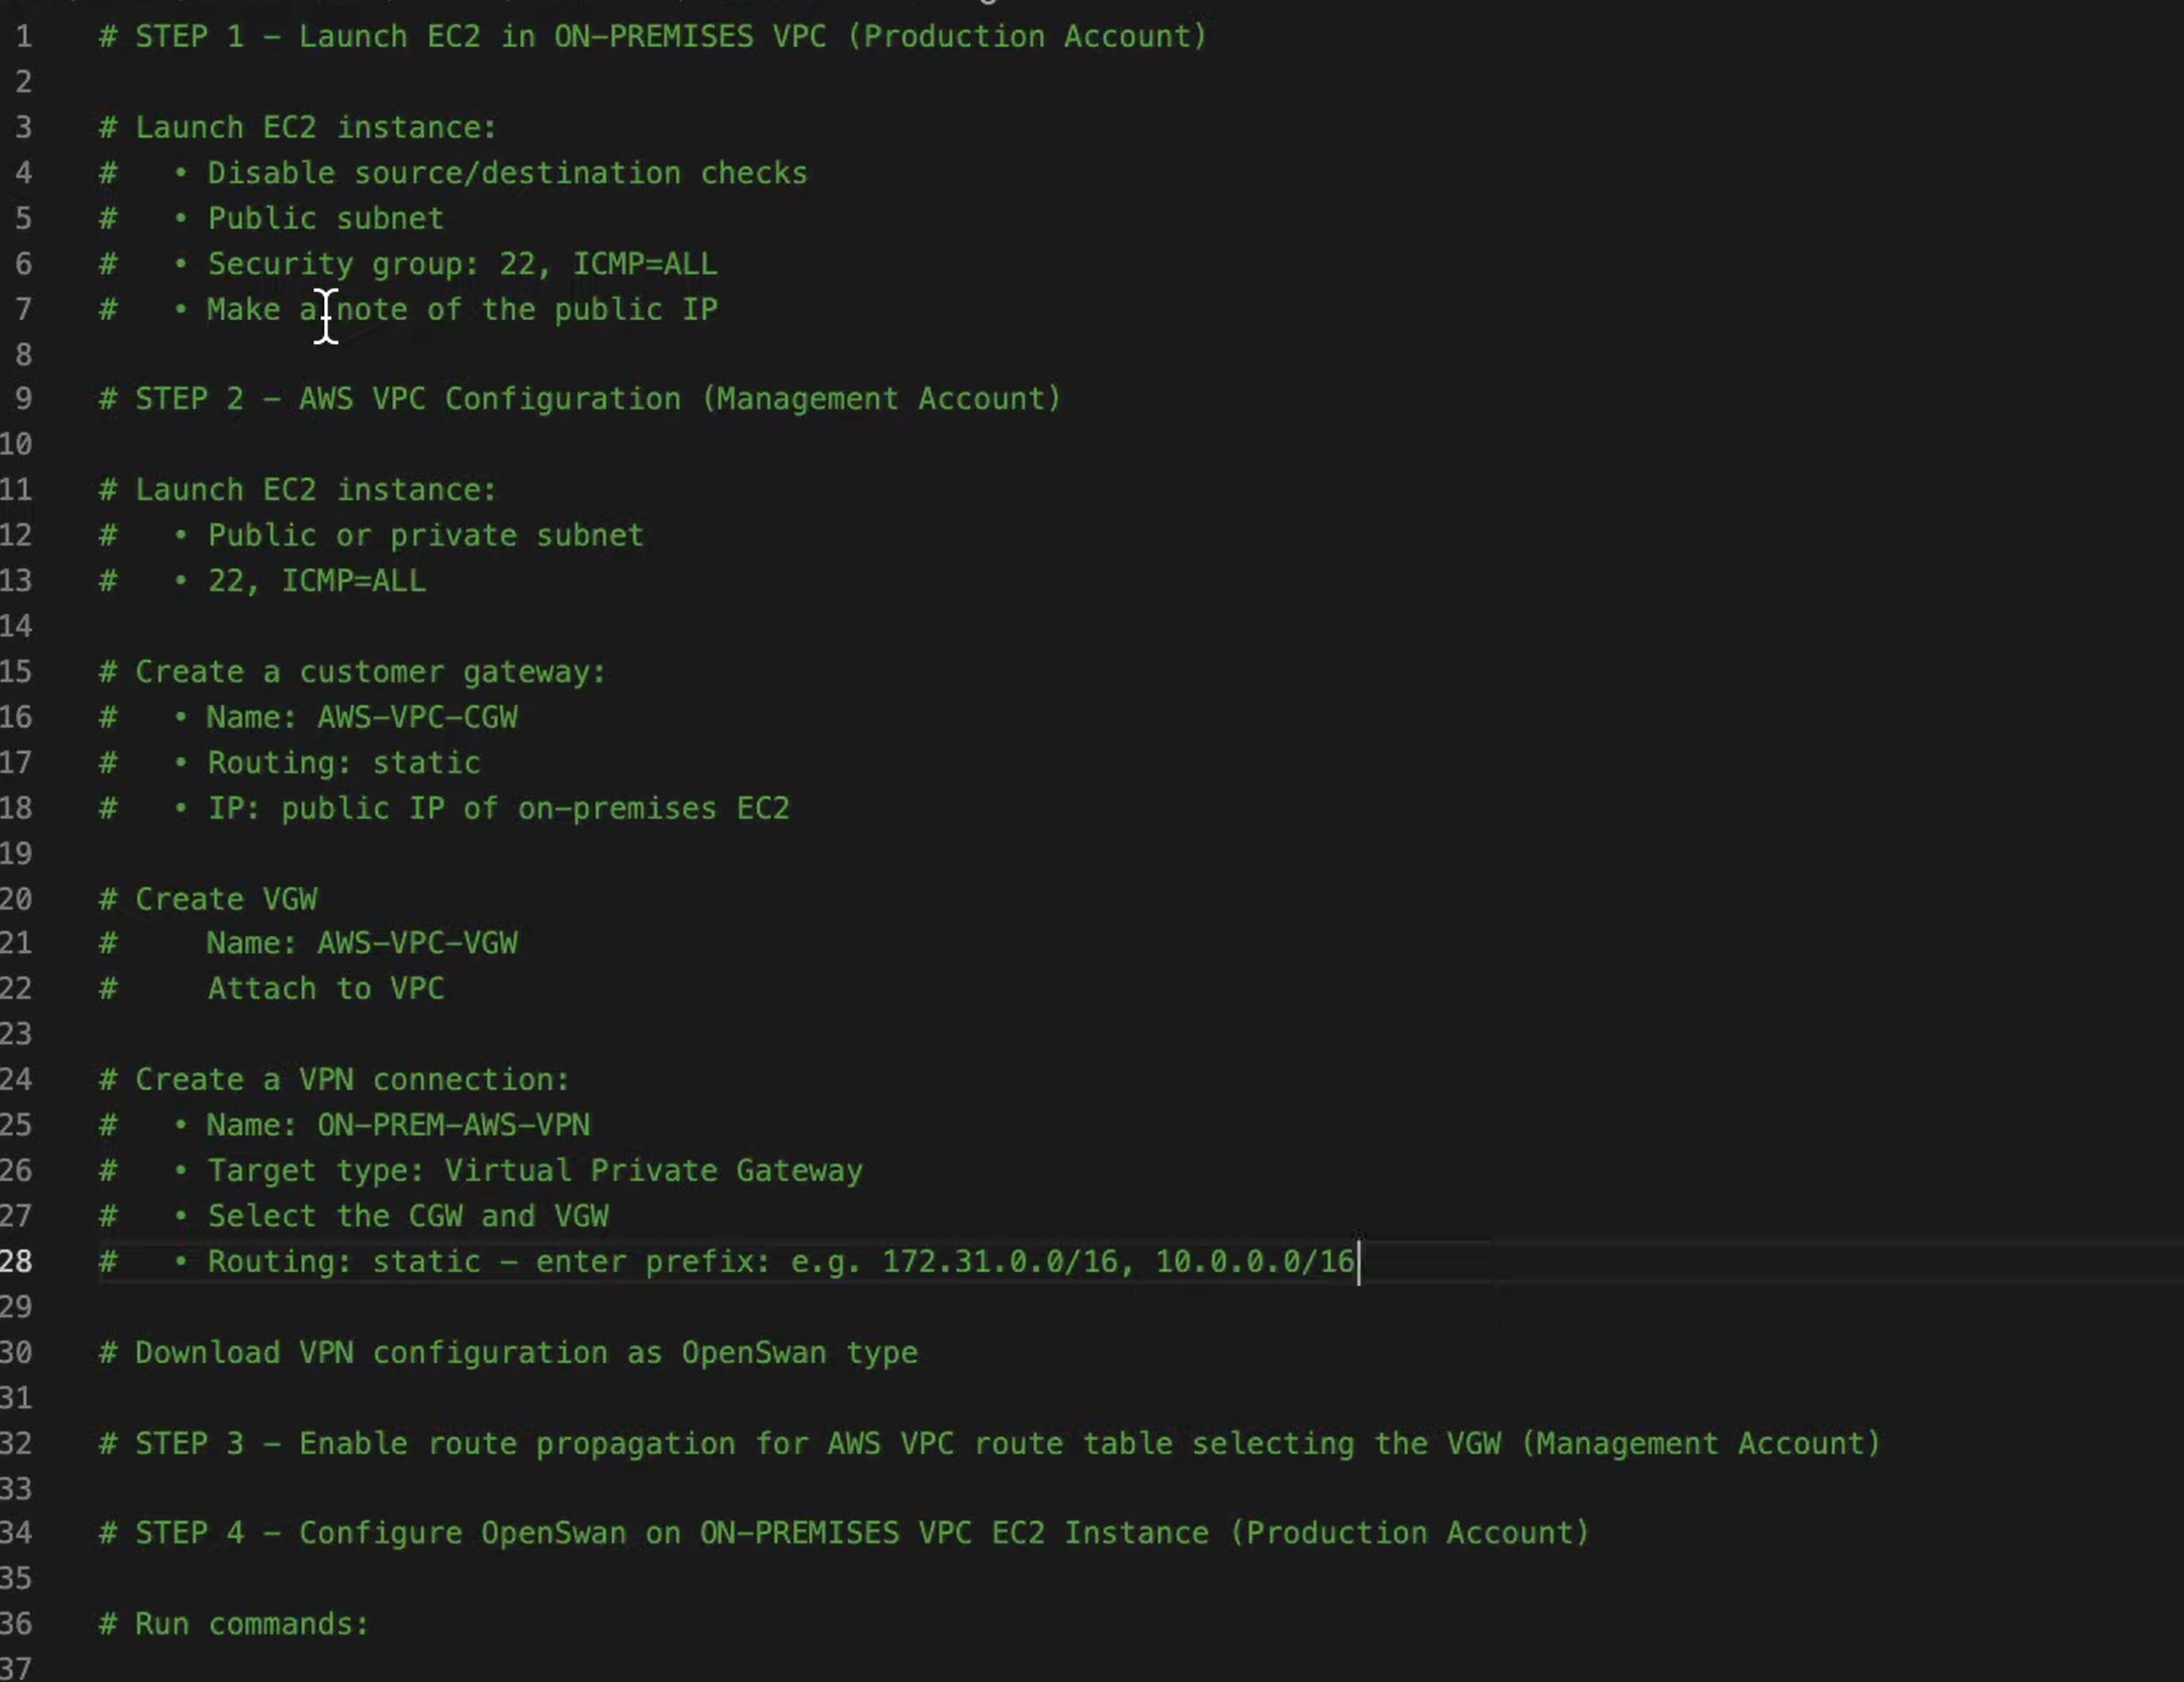 1 # STEP 1 – Launch EC2 in ON-PREMISES VPC (Production Account)
2
3 # Launch EC2 instance:
4 #   • Disable source/destination checks
5 #   • Public subnet
6 #   • Security group: 22, ICMP=ALL
7 #   • Make a note of the public IP
8
9 # STEP 2 – AWS VPC Configuration (Management Account)
10
11 # Launch EC2 instance:
12 #   • Public or private subnet
13 #   • 22, ICMP=ALL
14
15 # Create a customer gateway:
16 #   • Name: AWS-VPC-CGW
17 #   • Routing: static
18 #   • IP: public IP of on-premises EC2
19
20 # Create VGW
21 #     Name: AWS-VPC-VGW
22 #     Attach to VPC
23
24 # Create a VPN connection:
25 #   • Name: ON-PREM-AWS-VPN
26 #   • Target type: Virtual Private Gateway
27 #   • Select the CGW and VGW
28 #   • Routing: static – enter prefix: e.g. 172.31.0.0/16, 10.0.0.0/16
29
30 # Download VPN configuration as OpenSwan type
31
32 # STEP 3 – Enable route propagation for AWS VPC route table selecting the VGW (Management Account)
33
34 # STEP 4 – Configure OpenSwan on ON-PREMISES VPC EC2 Instance (Production Account)
35
36 # Run commands:
37